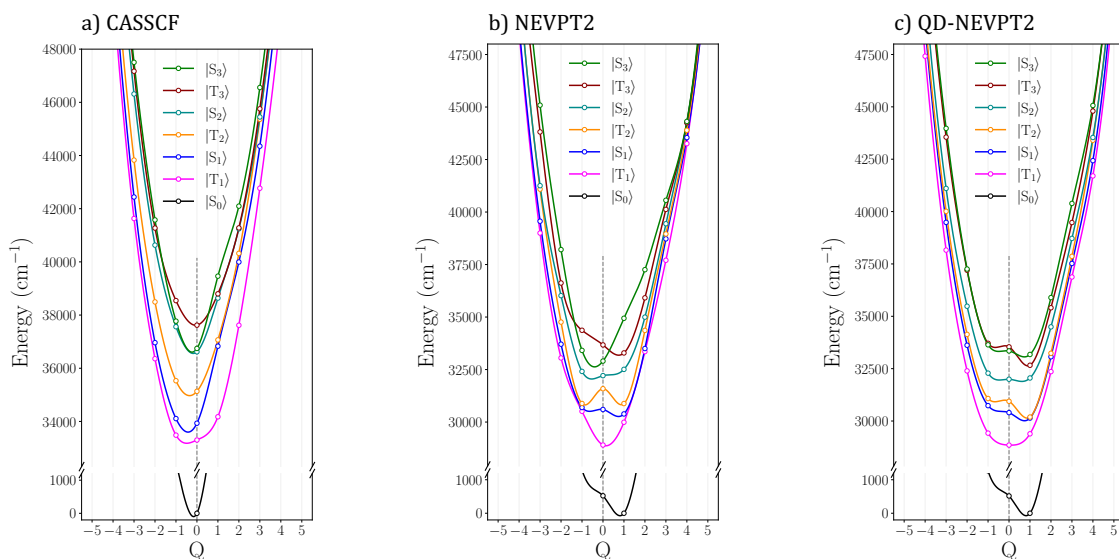 a) CASSCF
48000
46000
44000
42000
40000
38000
36000
34000
1000
0
Energy (cm⁻¹)
|S₃⟩
|T₃⟩
|S₂⟩
|T₂⟩
|S₁⟩
|T₁⟩
|S₀⟩
−5 −4 −3 −2 −1 0 1 2 3 4 5
Q
b) NEVPT2
47500
45000
42500
40000
37500
35000
32500
30000
1000
0
Energy (cm⁻¹)
|S₃⟩
|T₃⟩
|S₂⟩
|T₂⟩
|S₁⟩
|T₁⟩
|S₀⟩
−5 −4 −3 −2 −1 0 1 2 3 4 5
Q
c) QD-NEVPT2
47500
45000
42500
40000
37500
35000
32500
30000
1000
0
Energy (cm⁻¹)
|S₃⟩
|T₃⟩
|S₂⟩
|T₂⟩
|S₁⟩
|T₁⟩
|S₀⟩
−5 −4 −3 −2 −1 0 1 2 3 4 5
Q